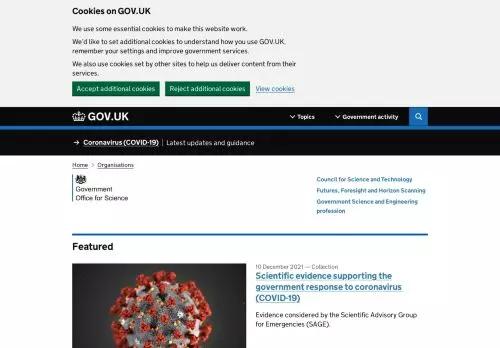 Cookies on GOV.UK
We use some essential cookies to make this website work.
We'd like to set additional cookies to understand how you use GOV.UK,
remember your settings and improve government services.
We also use cookies set by other sites to help us deliver content from their
services.
Accept additional cookies
Reject additional cookies
View cookies
GOV.UK
Topics
Government activity
→ Coronavirus (COVID-19) | Latest updates and guidance
Home > Organisations
Government
Office for Science
Council for Science and Technology
Futures, Foresight and Horizon Scanning
Government Science and Engineering
profession
Featured
10 December 2021 — Collection
Scientific evidence supporting the
government response to coronavirus
(COVID-19)
Evidence considered by the Scientific Advisory Group
for Emergencies (SAGE).